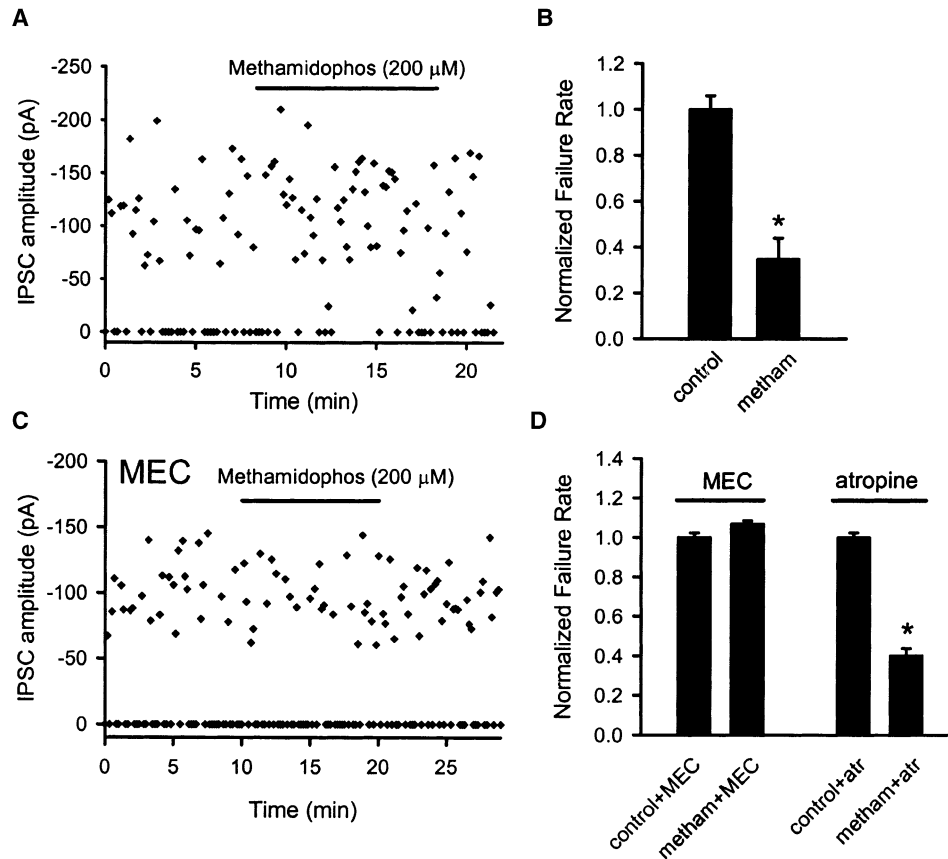 A
Methamidophos (200 μM)
IPSC amplitude (pA)
-250
-200
-150
-100
-50
0
0 5 10 15 20
Time (min)
B
Normalized Failure Rate
1.2
1.0
0.8
0.6
0.4
0.2
0.0
*
control
metham
C
MEC
Methamidophos (200 μM)
IPSC amplitude (pA)
-200
-150
-100
-50
0
0 5 10 15 20 25
Time (min)
D
Normalized Failure Rate
1.4
1.2
1.0
0.8
0.6
0.4
0.2
0.0
MEC atropine
*
control+MEC
metham+MEC
control+atr
metham+atr